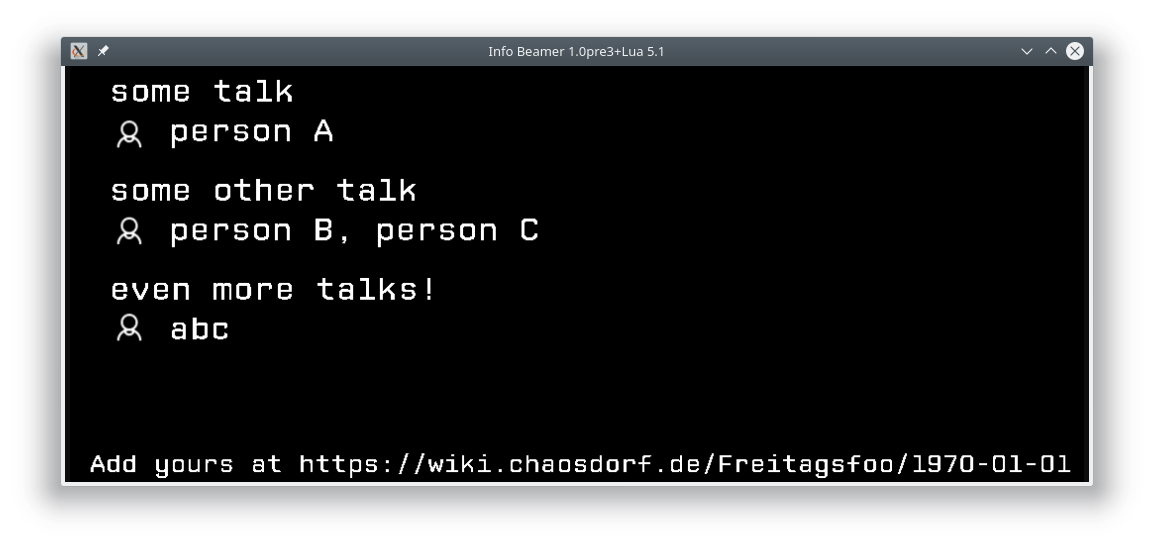 Info Beamer 1.0pre3+Lua 5.1
some talk
person A
some other talk
person B, person C
even more talks!
abc
Add yours at https://wiki.chaosdorf.de/Freitagsfoo/1970-01-01